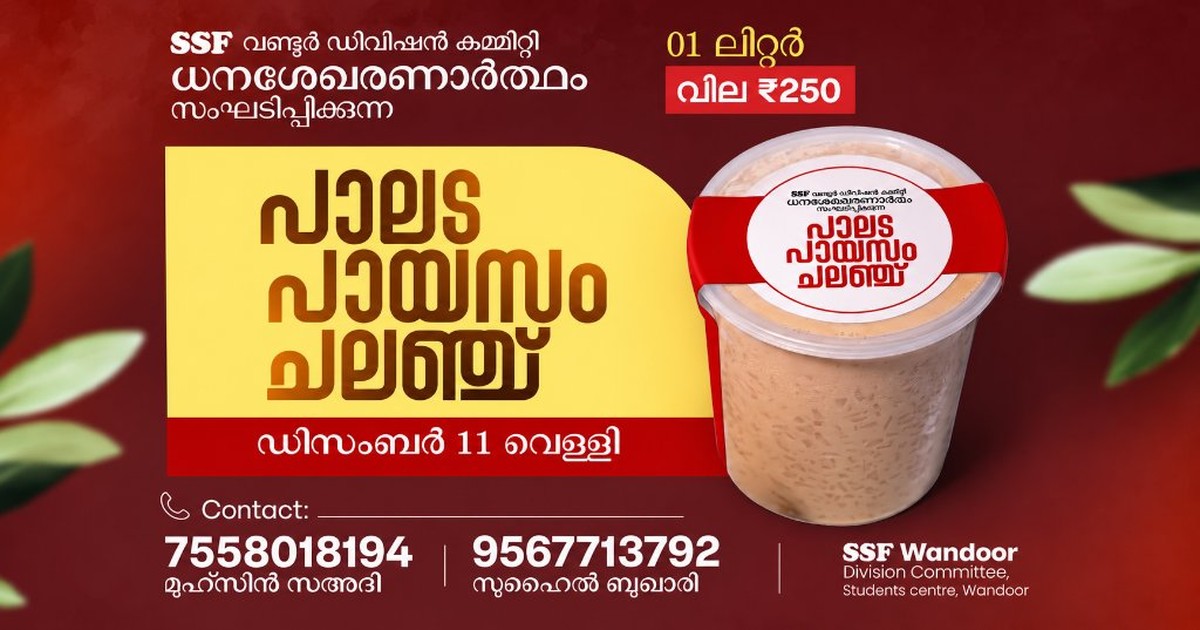 SSF വണ്ടൂർ ഡിവിഷൻ കമ്മിറ്റി
ധനശേഖരണാർത്ഥം
സംഘടിപ്പിക്കുന്ന
01 ലിറ്റർ
വില ₹250
പാലട
പായസം
ചലഞ്ച്
ഡിസംബർ 11 വെള്ളി
SSF വണ്ടൂർ ഡിവിഷൻ കമ്മിറ്റി
ധനശേഖരണാർത്ഥം
സംഘടിപ്പിക്കുന്ന
പാലട
പായസം
ചലഞ്ച്
Contact:
7558018194
മുഹ്സിൻ സഅദി
9567713792
സുഹൈൽ ബുഖാരി
SSF Wandoor
Division Committee,
Students centre, Wandoor